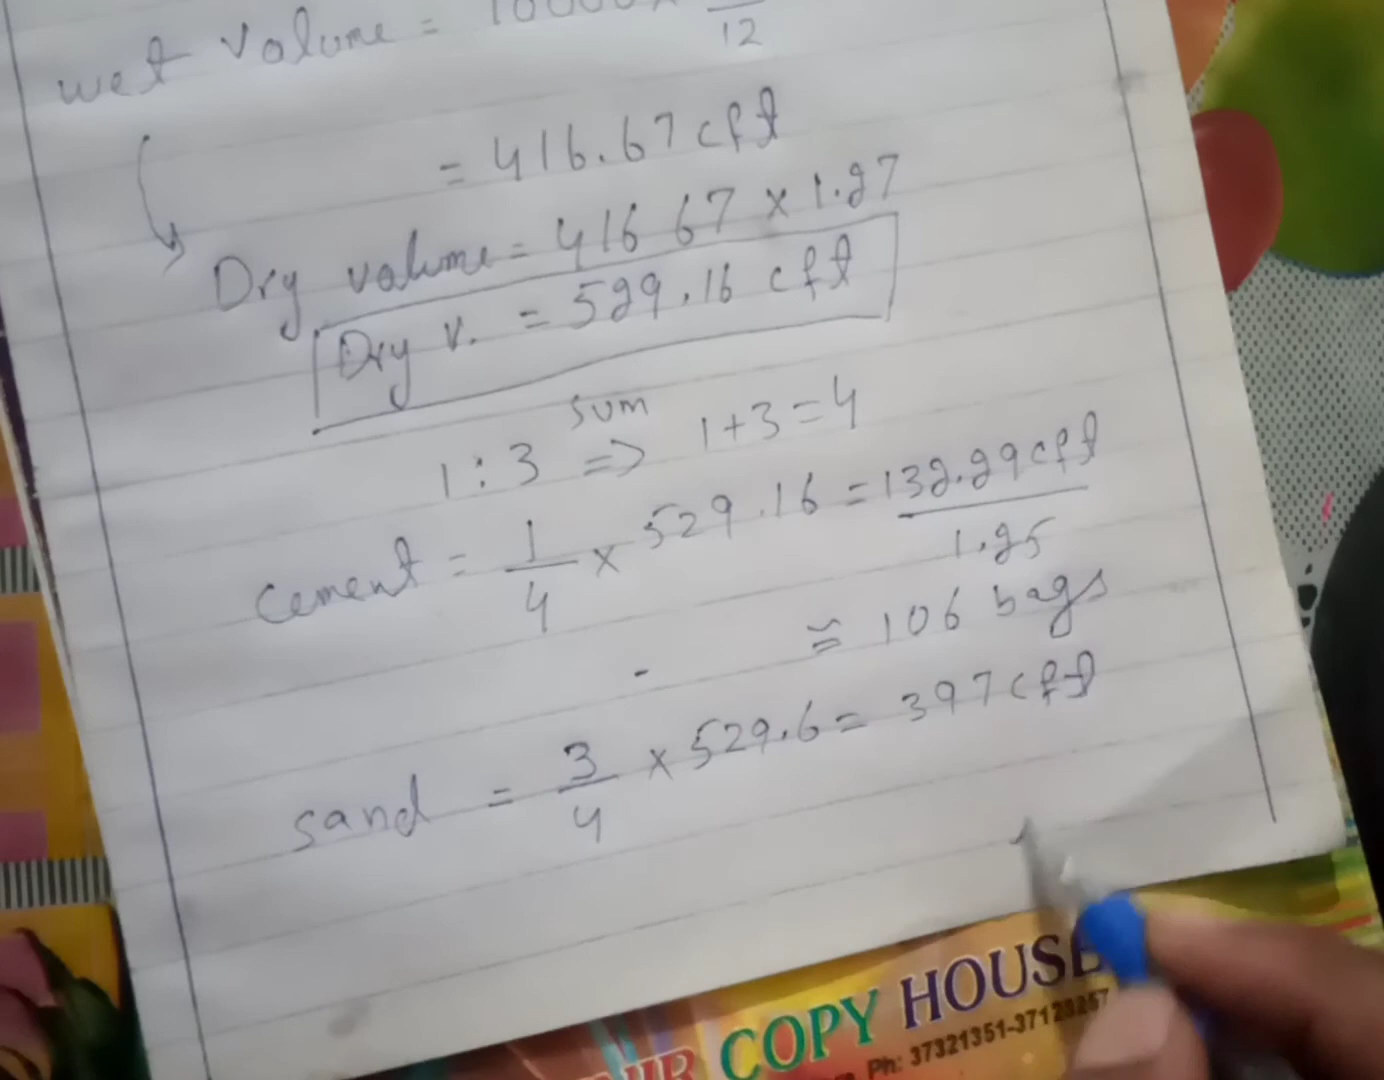 wet volume = 10000 x
12
= 416.67 cft
Dry volume = 416 67 x 1.27
Dry v. = 529.16 cft
sum
1 : 3 => 1+3=4
cement = 1/4 x 529.16 = 132.29 cft / 1.25
≈ 106 bags
sand = 3/4 x 529.6 = 397 cft
COPY HOUSE
Ph: 37321351-37123257